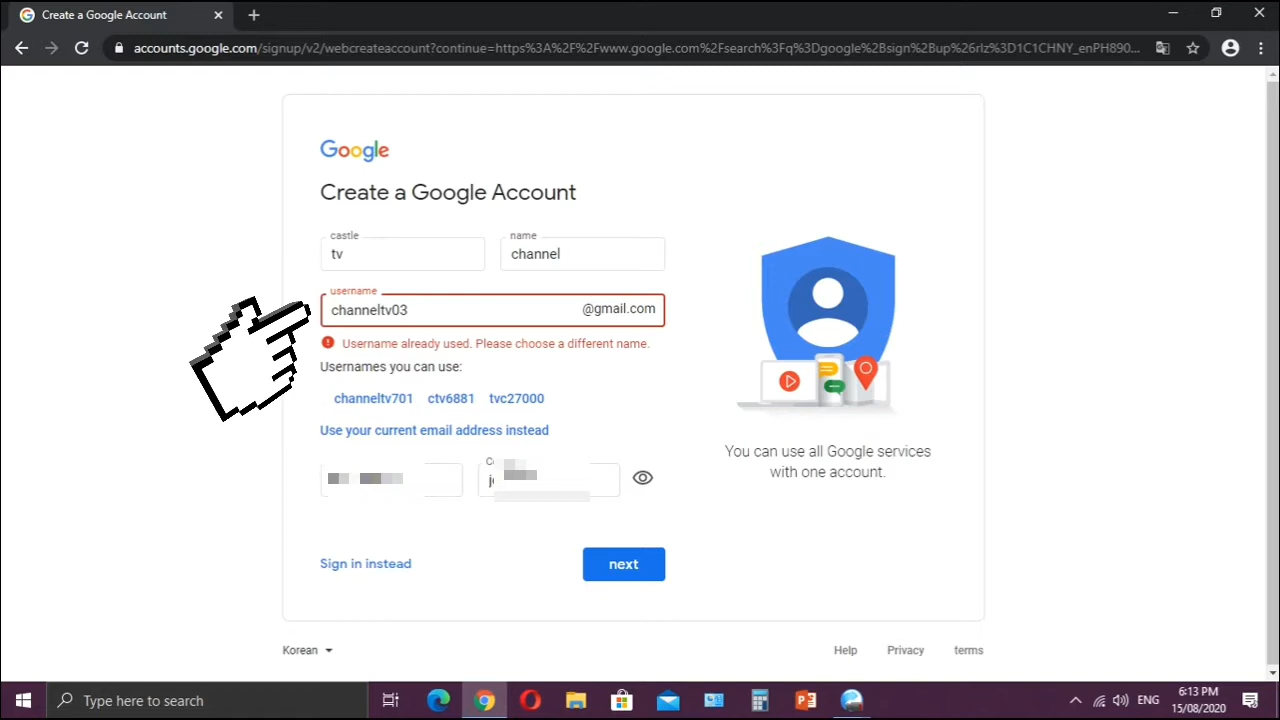 Create a Google Account
accounts.google.com/signup/v2/webcreateaccount?continue=https%3A%2F%2Fwww.google.com%2Fsearch%3Fq%3Dgoogle%2Bsign%2Bup%26rlz%3D1C1CHNY_enPH890...
Google
Create a Google Account
castle name
tv channel
username
channeltv03 @gmail.com
Username already used. Please choose a different name.
Usernames you can use:
channeltv701 ctv6881 tvc27000
Use your current email address instead
You can use all Google services
with one account.
Sign in instead next
Korean Help Privacy terms
Type here to search ENG 6:13 PM
15/08/2020